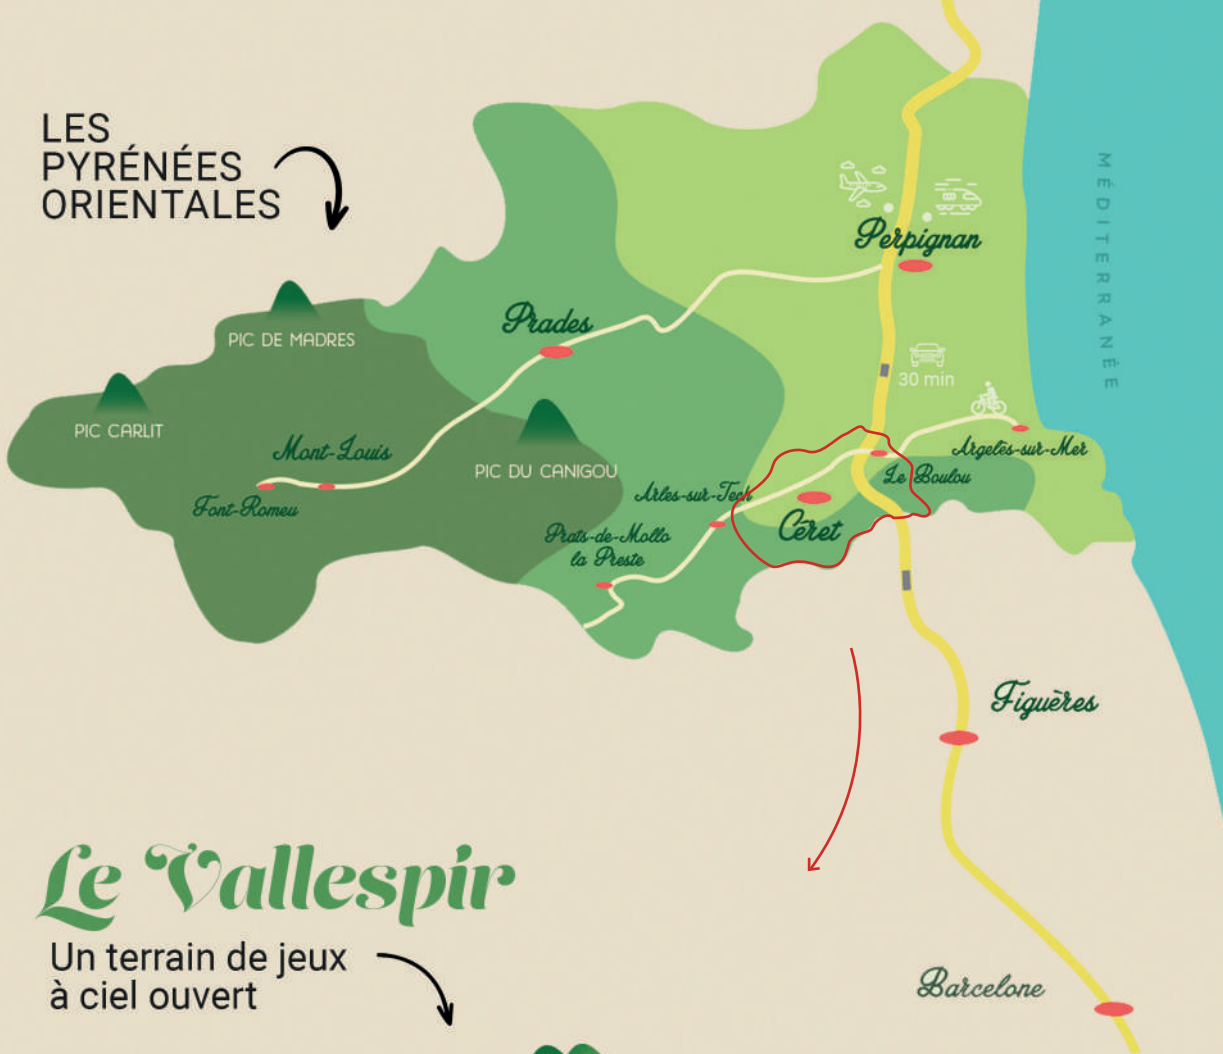 LES
PYRÉNÉES
ORIENTALES
MÉDITERRANÉE
Perpignan
Prades
PIC DE MADRES
30 min
PIC CARLIT
Mont-Louis
PIC DU CANIGOU
Argelès-sur-Mer
Le Boulou
Arles-sur-Tech
Font-Romeu
Céret
Prats-de-Mollo
la Preste
Figuères
Le Vallespir
Un terrain de jeux
à ciel ouvert
Barcelone